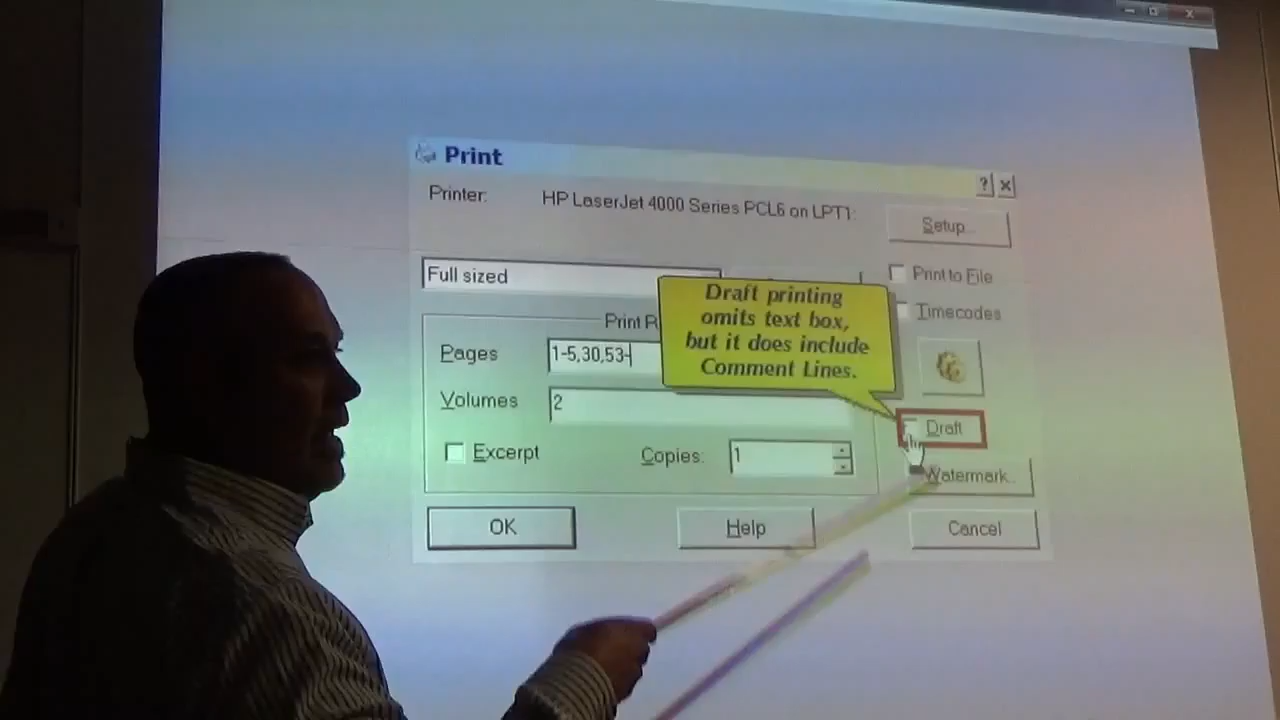 Print
Printer: HP LaserJet 4000 Series PCL6 on LPT1:
Setup...
Full sized
Print to File
Timecodes
Draft printing
omits text box,
but it does include
Comment Lines.
Pages 1-5,30,53-
Volumes 2
Draft
Excerpt Copies: 1
Watermark...
OK Help Cancel